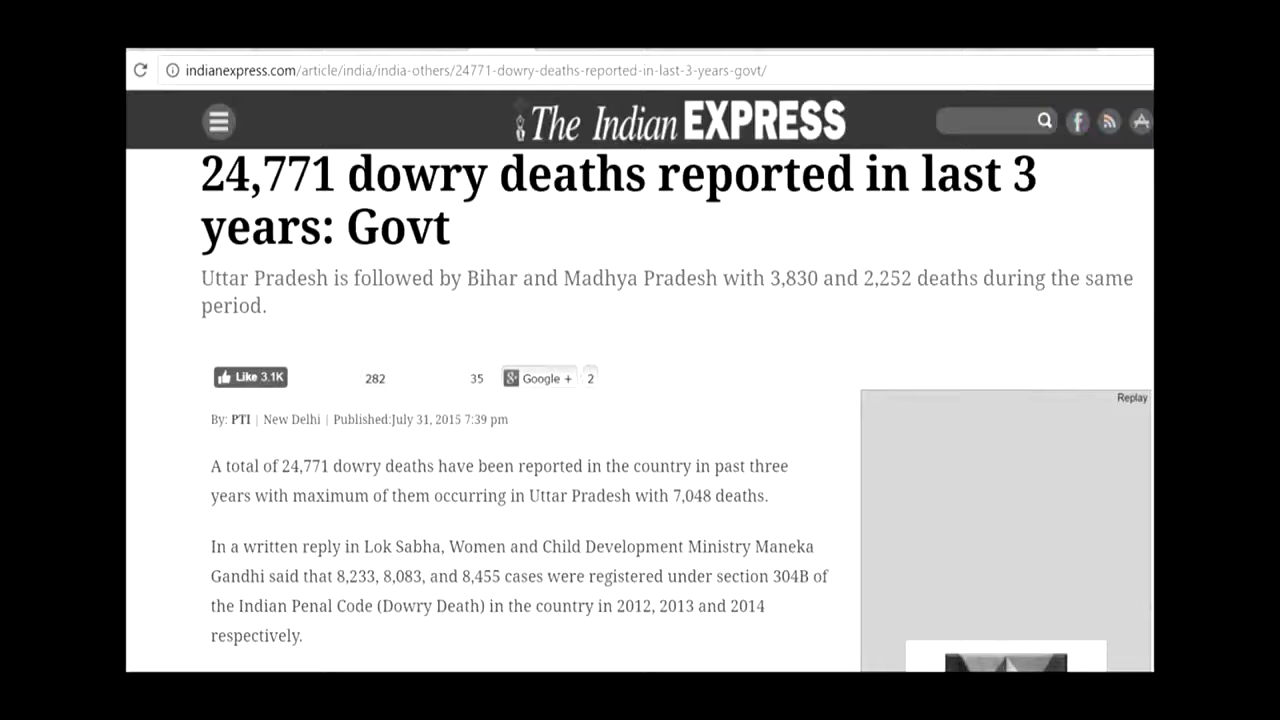 indianexpress.com/article/india/india-others/24771-dowry-deaths-reported-in-last-3-years-govt/
The Indian EXPRESS
24,771 dowry deaths reported in last 3
years: Govt
Uttar Pradesh is followed by Bihar and Madhya Pradesh with 3,830 and 2,252 deaths during the same
period.
Like 3.1K 282 35 Google + 2
Replay
By: PTI | New Delhi | Published:July 31, 2015 7:39 pm
A total of 24,771 dowry deaths have been reported in the country in past three
years with maximum of them occurring in Uttar Pradesh with 7,048 deaths.
In a written reply in Lok Sabha, Women and Child Development Ministry Maneka
Gandhi said that 8,233, 8,083, and 8,455 cases were registered under section 304B of
the Indian Penal Code (Dowry Death) in the country in 2012, 2013 and 2014
respectively.